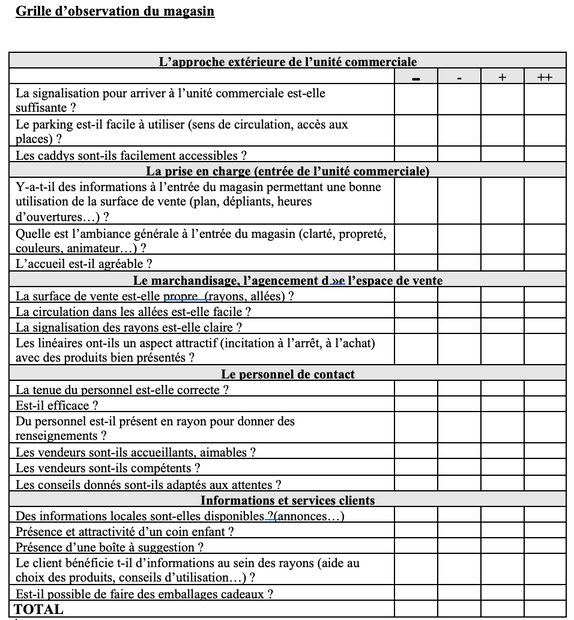 Grille d’observation du magasin
L’approche extérieure de l’unité commerciale
-- - + ++
La signalisation pour arriver à l’unité commerciale est-elle
suffisante ?
Le parking est-il facile à utiliser (sens de circulation, accès aux
places) ?
Les caddys sont-ils facilement accessibles ?
La prise en charge (entrée de l’unité commerciale)
Y-a-t-il des informations à l’entrée du magasin permettant une bonne
utilisation de la surface de vente (plan, dépliants, heures
d’ouvertures…) ?
Quelle est l’ambiance générale à l’entrée du magasin (clarté, propreté,
couleurs, animateur…) ?
L’accueil est-il agréable ?
Le marchandisage, l’agencement d »e l’espace de vente
La surface de vente est-elle propre (rayons, allées) ?
La circulation dans les allées est-elle facile ?
La signalisation des rayons est-elle claire ?
Les linéaires ont-ils un aspect attractif (incitation à l’arrêt, à l’achat)
avec des produits bien présentés ?
Le personnel de contact
La tenue du personnel est-elle correcte ?
Est-il efficace ?
Du personnel est-il présent en rayon pour donner des
renseignements ?
Les vendeurs sont-ils accueillants, aimables ?
Les vendeurs sont-ils compétents ?
Les conseils donnés sont-ils adaptés aux attentes ?
Informations et services clients
Des informations locales sont-elles disponibles ?(annonces…)
Présence et attractivité d’un coin enfant ?
Présence d’une boîte à suggestion ?
Le client bénéficie t-il d’informations au sein des rayons (aide au
choix des produits, conseils d’utilisation…) ?
Est-il possible de faire des emballages cadeaux ?
TOTAL